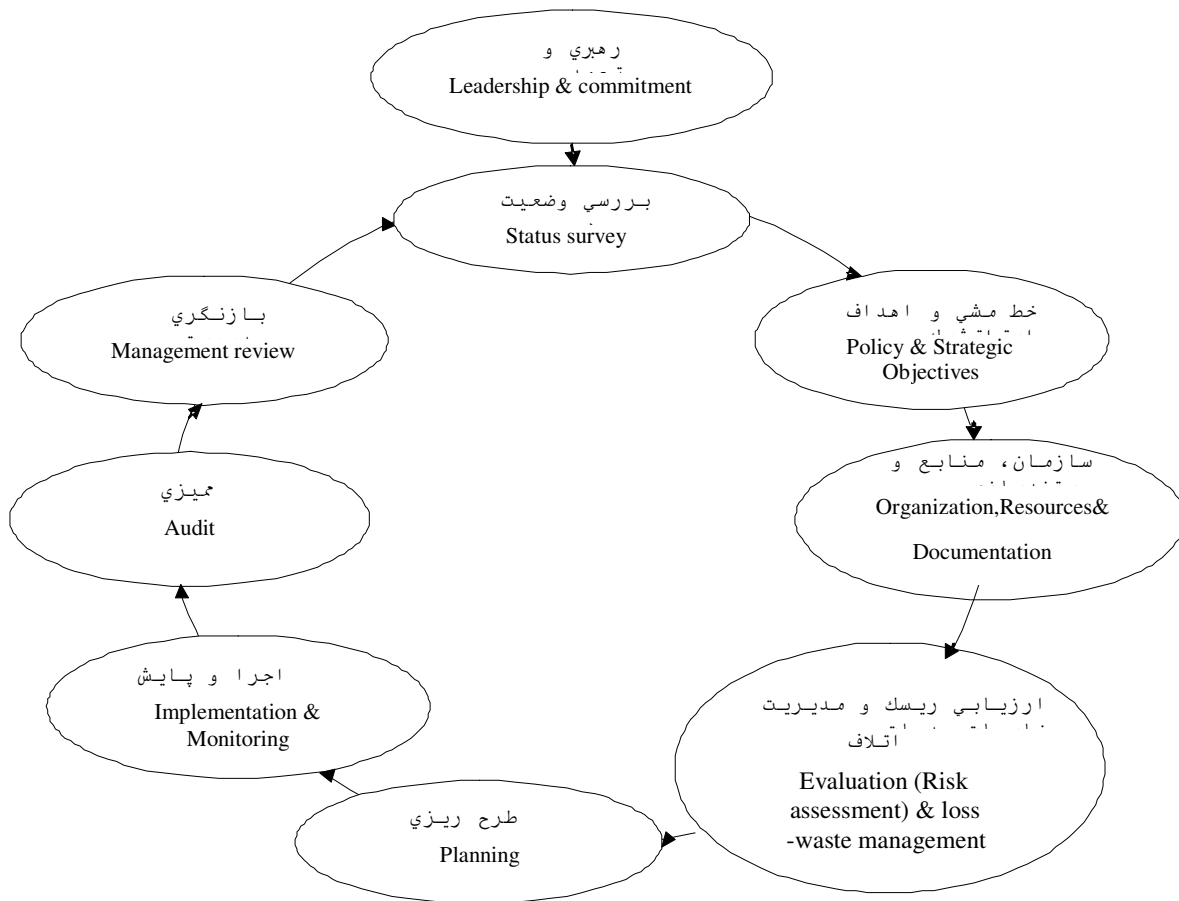 رهبري و
Leadership & commitment
بررسي وضعيت
Status survey
خط مشي و اهداف
Policy & Strategic
Objectives
سازمان، منابع و
Organization,Resources&
Documentation
ارزيابي ريسك و مديريت
اتلاف
Evaluation (Risk
assessment) & loss
-waste management
طرح ريزي
Planning
اجرا و پايش
Implementation &
Monitoring
مميزي
Audit
بازنگري
Management review